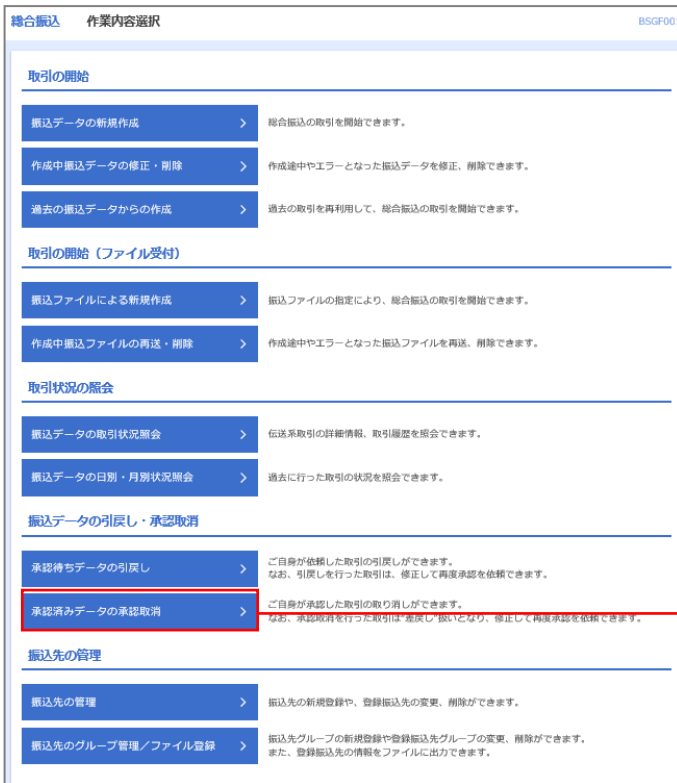 総合振込 作業内容選択 BSGF00
取引の開始
振込データの新規作成
総合振込の取引を開始できます。
作成中振込データの修正・削除
作成途中やエラーとなった振込データを修正、削除できます。
過去の振込データからの作成
過去の取引を再利用して、総合振込の取引を開始できます。
取引の開始（ファイル受付）
振込ファイルによる新規作成
振込ファイルの指定により、総合振込の取引を開始できます。
作成中振込ファイルの再送・削除
作成途中やエラーとなった振込ファイルを再送、削除できます。
取引状況の照会
振込データの取引状況照会
伝送系取引の詳細情報、取引履歴を照会できます。
振込データの日別・月別状況照会
過去に行った取引の状況を照会できます。
振込データの引戻し・承認取消
承認待ちデータの引戻し
ご自身が依頼した取引の引戻しができます。
なお、引戻しを行った取引は、修正して再度承認を依頼できます。
承認済みデータの承認取消
ご自身が承認した取引の取り消しができます。
なお、承認取消を行った取引は"差戻し"扱いとなり、修正して再度承認を依頼できます。
振込先の管理
振込先の管理
振込先の新規登録や、登録振込先の変更、削除ができます。
振込先のグループ管理／ファイル登録
振込先グループの新規登録や登録振込先グループの変更、削除ができます。
また、登録振込先の情報をファイルに出力できます。